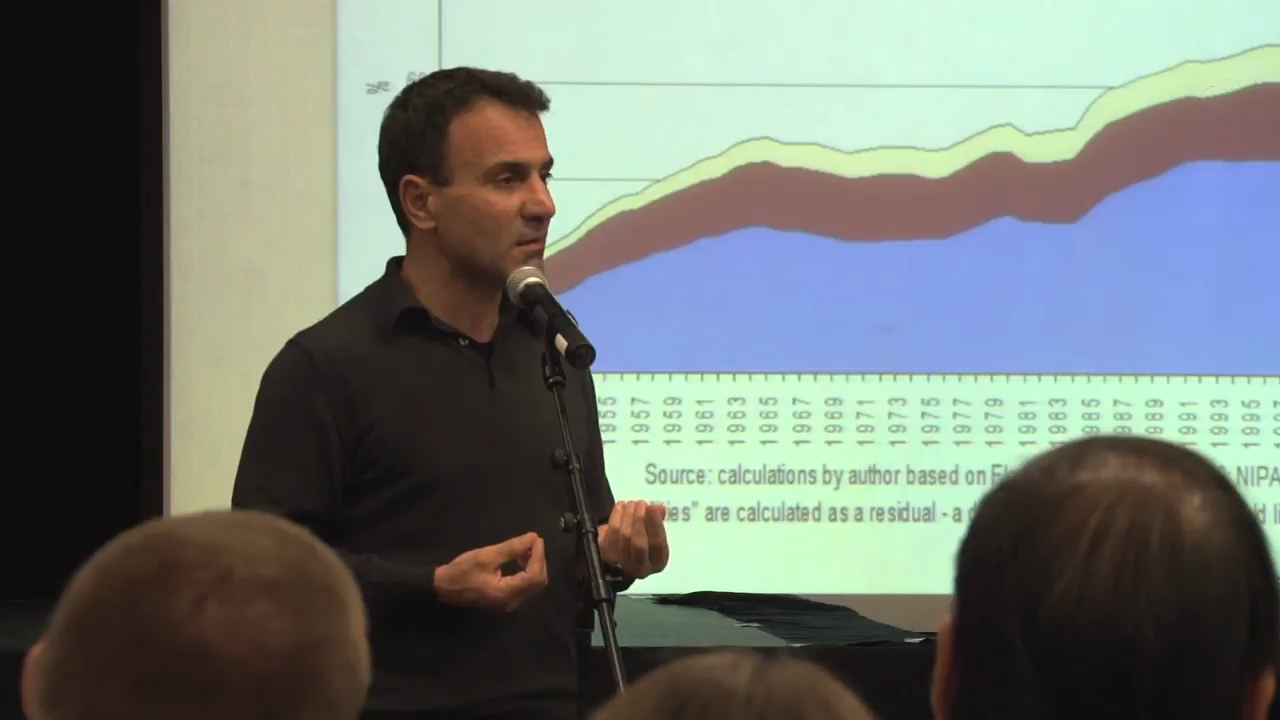 %
60
1955 1957 1959 1961 1963 1965 1967 1969 1971 1973 1975 1977 1979 1981 1983 1985 1987 1989 1991 1993 1995
Source: calculations by author based on & NIPA
are calculated as a residual - a